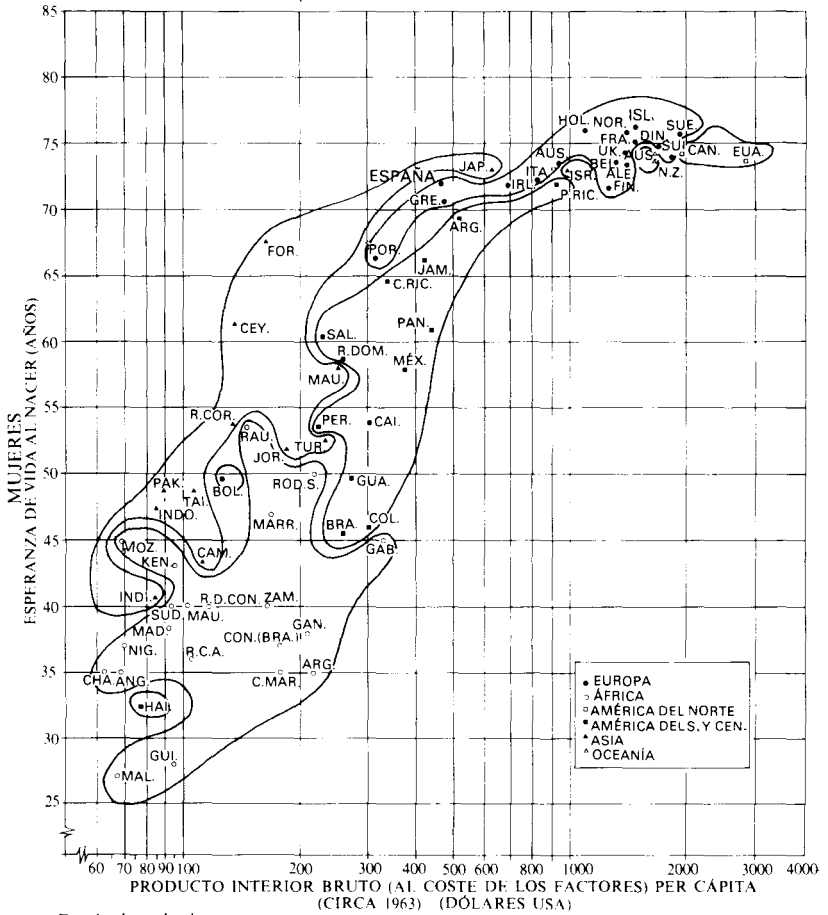 85
80
75
70
65
60
55
50
45
40
35
30
25
MUJERES
ESPERANZA DE VIDA AL NACER (AÑOS)
HOL. NOR. ISL.
FRA. DIN. SUE.
UK. AUS. SUI.
CAN. EUA.
BEL. ALE. N.Z.
FIN.
AUS.
JAP. ITA. ISR.
ESPAÑA IRL. P.RIC.
GRE.
ARG.
FOR. POR.
JAM.
C.RIC.
CEY. SAL. PAN.
R.DOM.
MAU. MÉX.
R.COR. PER. CAI.
RAU.
JOR. TUR.
PAK. BOL. ROD.S. GUA.
TAI.
INDO. MARR. BRA. COL.
MOZ. CAM. GAB.
KEN.
INDI. R.D.CON. ZAM.
SUD. MAU.
MAD. GAN.
NIG. CON.(BRA.)
R.C.A.
CHA. ANG. C.MAR. ARG.
HAI.
GUI.
MAL.
EUROPA
ÁFRICA
AMÉRICA DEL NORTE
AMÉRICA DEL S. Y CEN.
ASIA
OCEANÍA
60 70 80 90 100 200 300 400 500 600 800 1000 2000 3000 4000
PRODUCTO INTERIOR BRUTO (AL COSTE DE LOS FACTORES) PER CÁPITA
(CIRCA 1963) (DÓLARES USA)